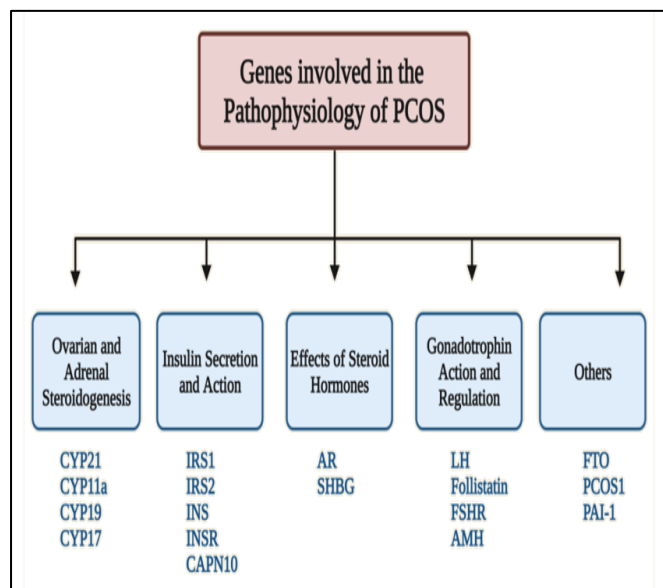 Genes involved in the
Pathophysiology of PCOS
Ovarian and
Adrenal
Steroidogenesis
CYP21
CYP11a
CYP19
CYP17
Insulin Secretion
and Action
IRS1
IRS2
INS
INSR
CAPN10
Effects of Steroid
Hormones
AR
SHBG
Gonadotrophin
Action and
Regulation
LH
Follistatin
FSHR
AMH
Others
FTO
PCOS1
PAI-1